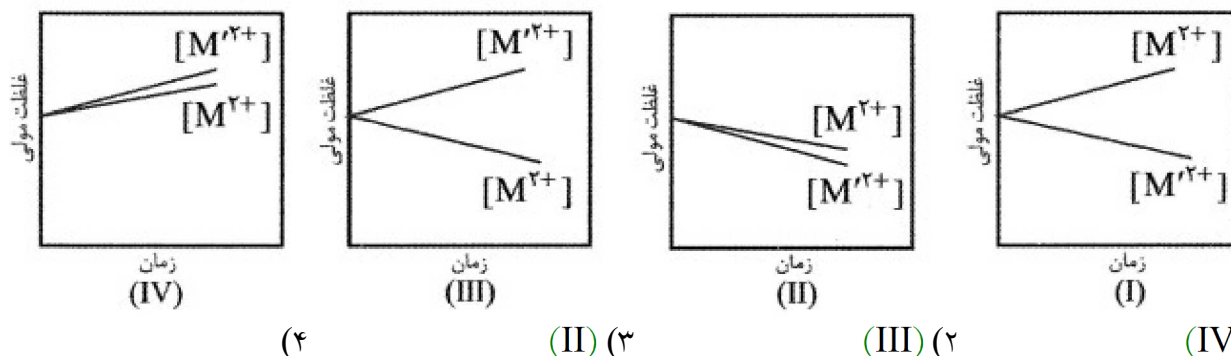 [M'²⁺] [M'²⁺] [M²⁺]
[M²⁺] [M²⁺] [M²⁺] [M'²⁺] [M'²⁺]
غلظت مولی غلظت مولی غلظت مولی غلظت مولی
زمان زمان زمان زمان
(IV) (III) (II) (I)
۴) (II) ۳) (III) ۲) (IV